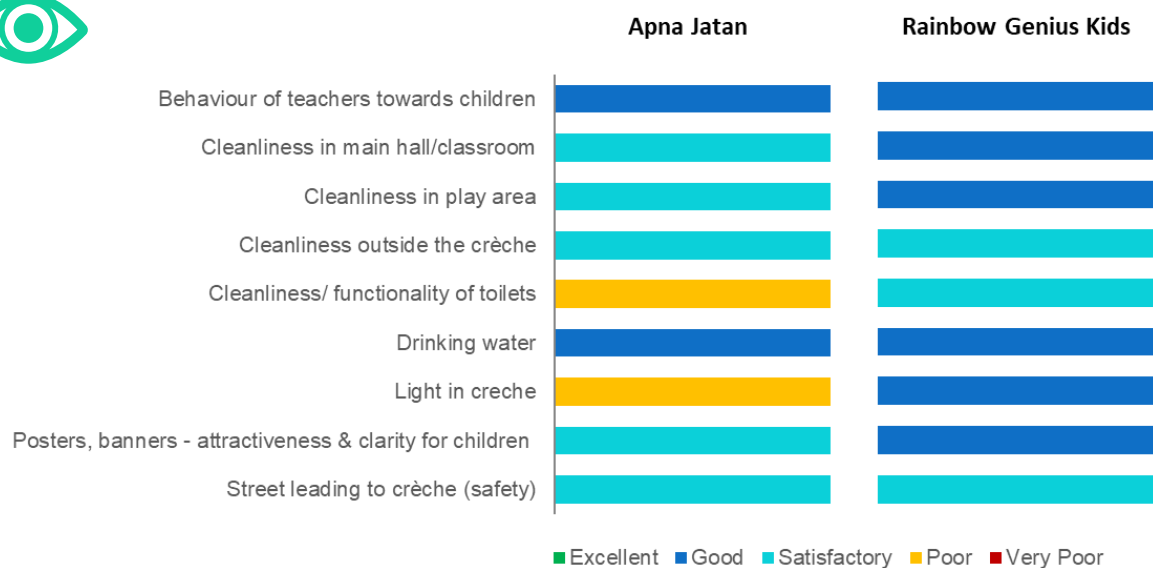 Apna Jatan Rainbow Genius Kids
Behaviour of teachers towards children
Cleanliness in main hall/classroom
Cleanliness in play area
Cleanliness outside the crèche
Cleanliness/ functionality of toilets
Drinking water
Light in creche
Posters, banners - attractiveness & clarity for children
Street leading to crèche (safety)
Excellent Good Satisfactory Poor Very Poor